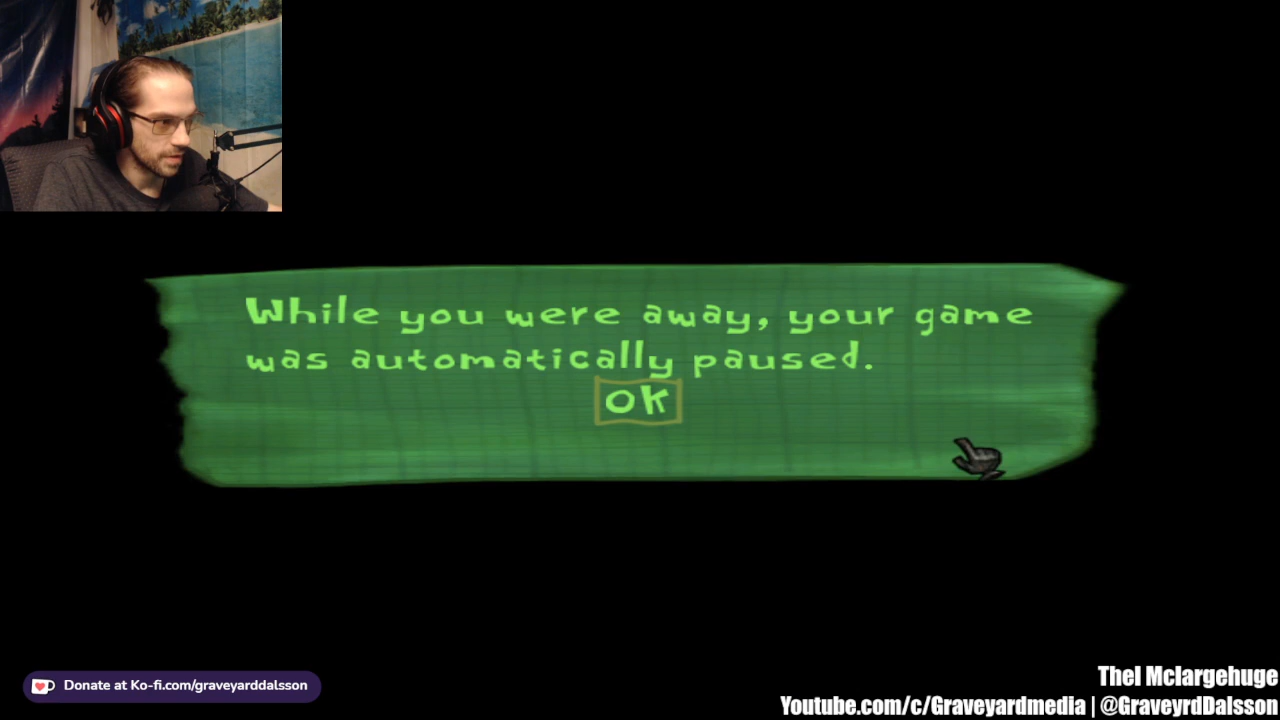 While you were away, your game
was automatically paused.
OK
Donate at Ko-fi.com/graveyarddalsson
Thel Mclargehuge
Youtube.com/c/Graveyardmedia | @GraveyrdDalsson